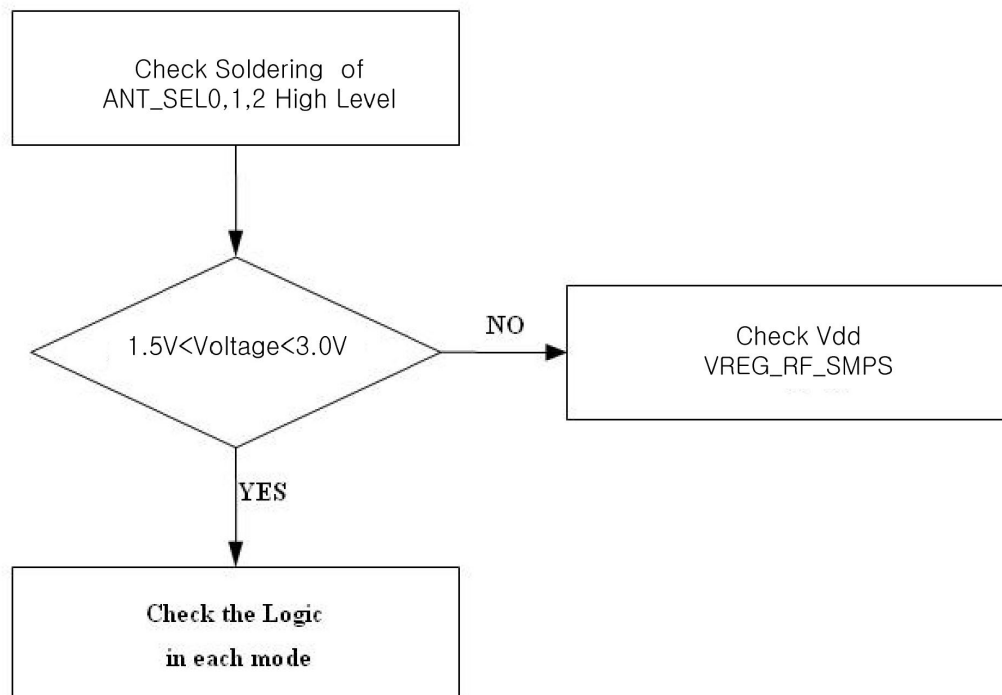 Check Soldering of
ANT_SEL0,1,2 High Level
1.5V<Voltage<3.0V
NO
Check Vdd
VREG_RF_SMPS
YES
Check the Logic
in each mode